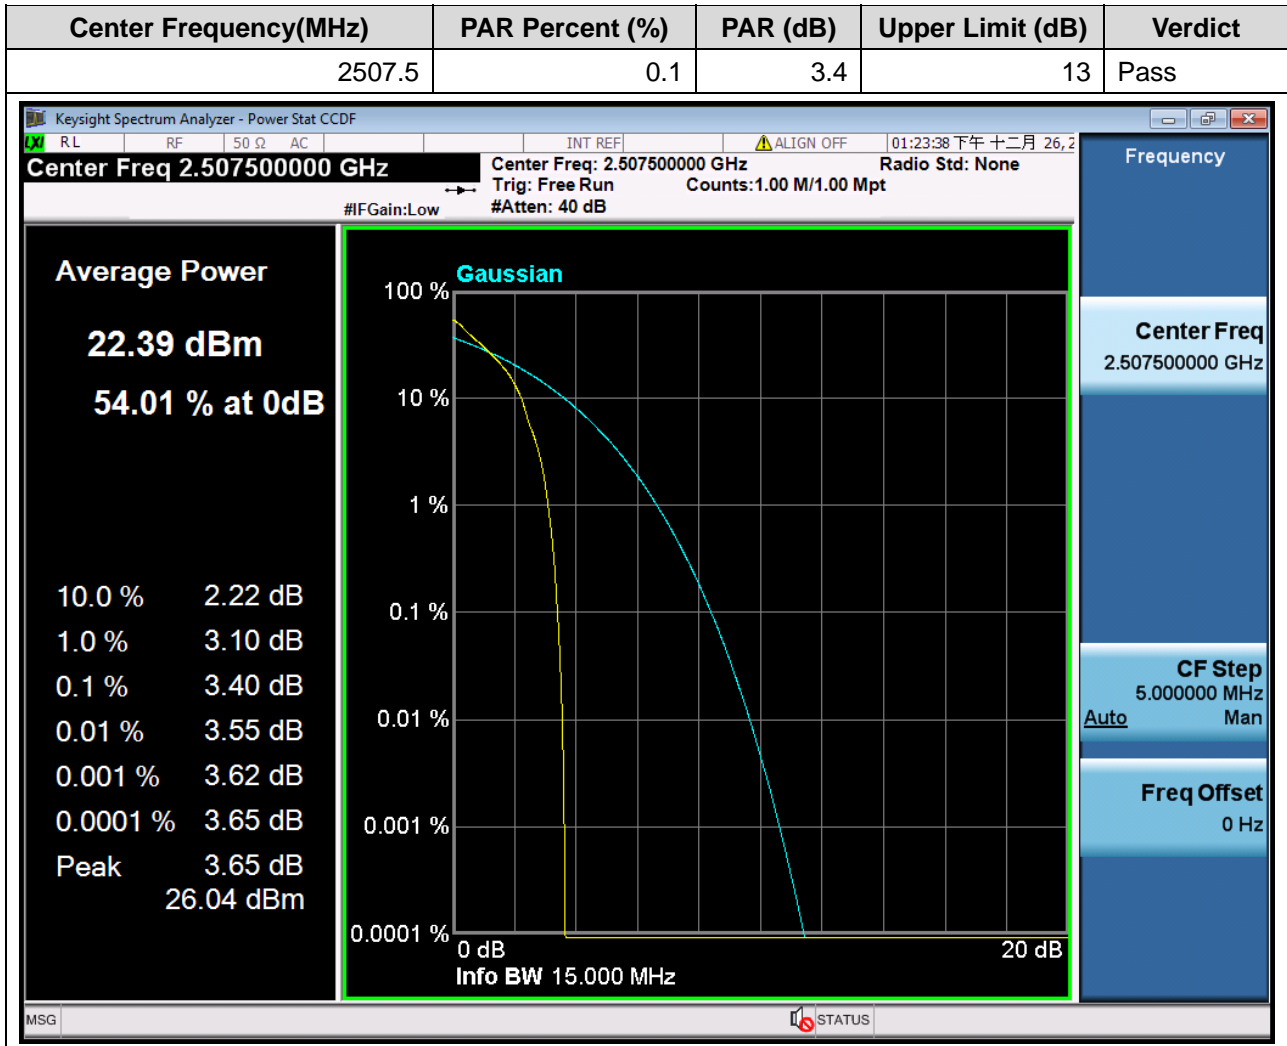 Center Frequency(MHz) PAR Percent (%) PAR (dB) Upper Limit (dB) Verdict
2507.5 0.1 3.4 13 Pass
Keysight Spectrum Analyzer - Power Stat CCDF
LXI RL RF 50 Ω AC INT REF ALIGN OFF 01:23:38 下午 十二月 26, 2
Center Freq 2.507500000 GHz
#IFGain:Low
Center Freq: 2.507500000 GHz Radio Std: None
Trig: Free Run Counts:1.00 M/1.00 Mpt
#Atten: 40 dB
Average Power
22.39 dBm
54.01 % at 0dB
10.0 % 2.22 dB
1.0 % 3.10 dB
0.1 % 3.40 dB
0.01 % 3.55 dB
0.001 % 3.62 dB
0.0001 % 3.65 dB
Peak 3.65 dB
26.04 dBm
Gaussian
100 %
10 %
1 %
0.1 %
0.01 %
0.001 %
0.0001 %
0 dB 20 dB
Info BW 15.000 MHz
Frequency
Center Freq
2.507500000 GHz
CF Step
5.000000 MHz
Auto Man
Freq Offset
0 Hz
MSG STATUS